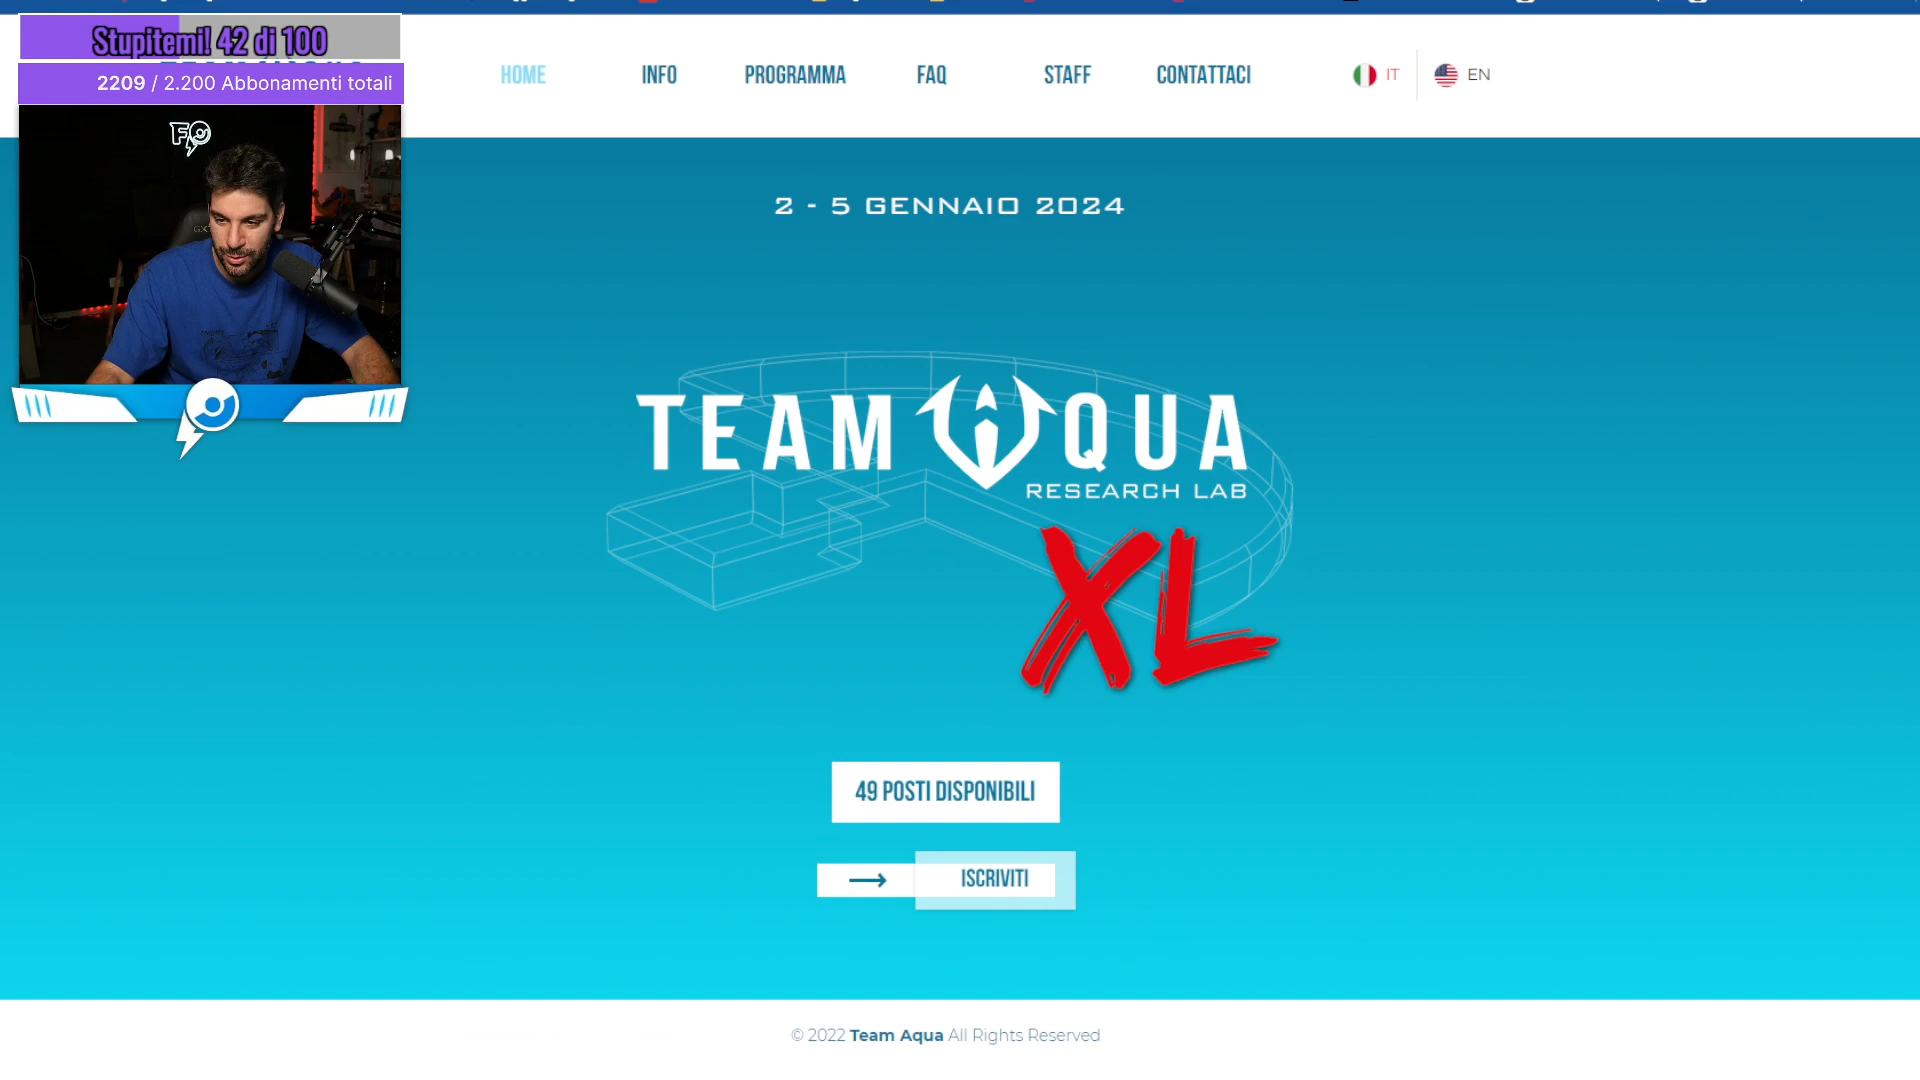 Stupitemi! 42 di 100
2209 / 2.200 Abbonamenti totali
HOME
INFO
PROGRAMMA
FAQ
STAFF
CONTATTACI
IT
EN
2 - 5 GENNAIO 2024
TEAM AQUA
RESEARCH LAB
XL
49 POSTI DISPONIBILI
ISCRIVITI
© 2022 Team Aqua All Rights Reserved